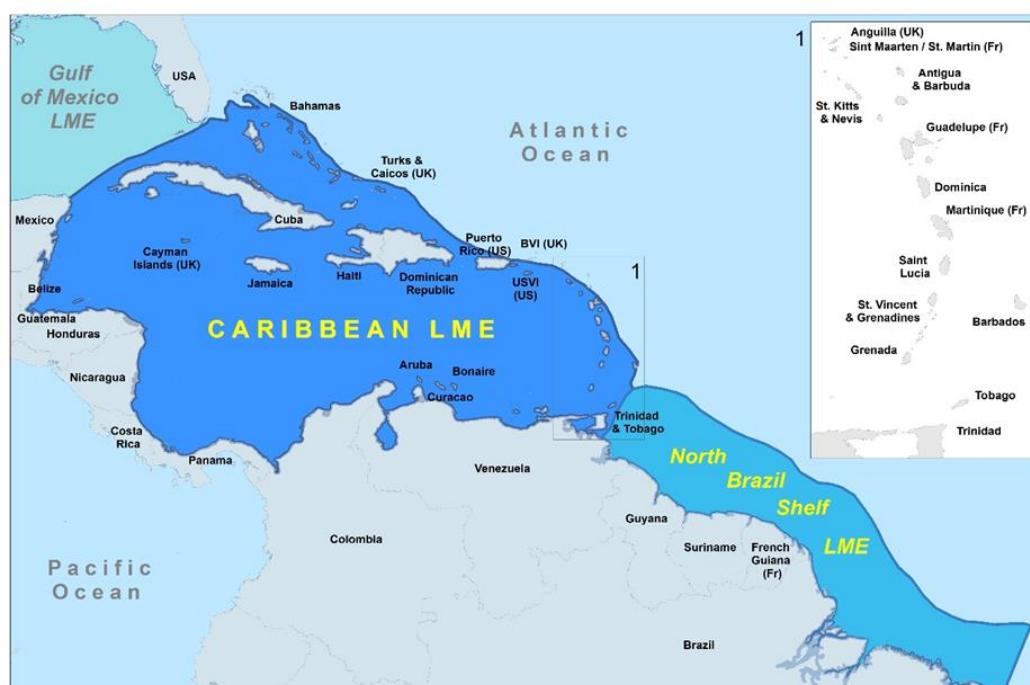 Gulf
of Mexico
LME
USA
Bahamas
Atlantic
Ocean
Turks &
Caicos (UK)
Mexico
Cuba
Cayman
Islands (UK)
Jamaica
Haiti
Dominican
Republic
Puerto
Rico (US)
BVI (UK)
USVI
(US)
1
Belize
Guatemala
Honduras
CARIBBEAN LME
Nicaragua
Aruba
Bonaire
Curacao
Costa
Rica
Panama
Trinidad
& Tobago
Venezuela
Colombia
North
Brazil
Shelf
LME
Guyana
Suriname
French
Guiana
(Fr)
Pacific
Ocean
Brazil
1
Anguilla (UK)
Sint Maarten / St. Martin (Fr)
Antigua
& Barbuda
St. Kitts
& Nevis
Guadelupe (Fr)
Dominica
Martinique (Fr)
Saint
Lucia
St. Vincent
& Grenadines
Barbados
Grenada
Tobago
Trinidad